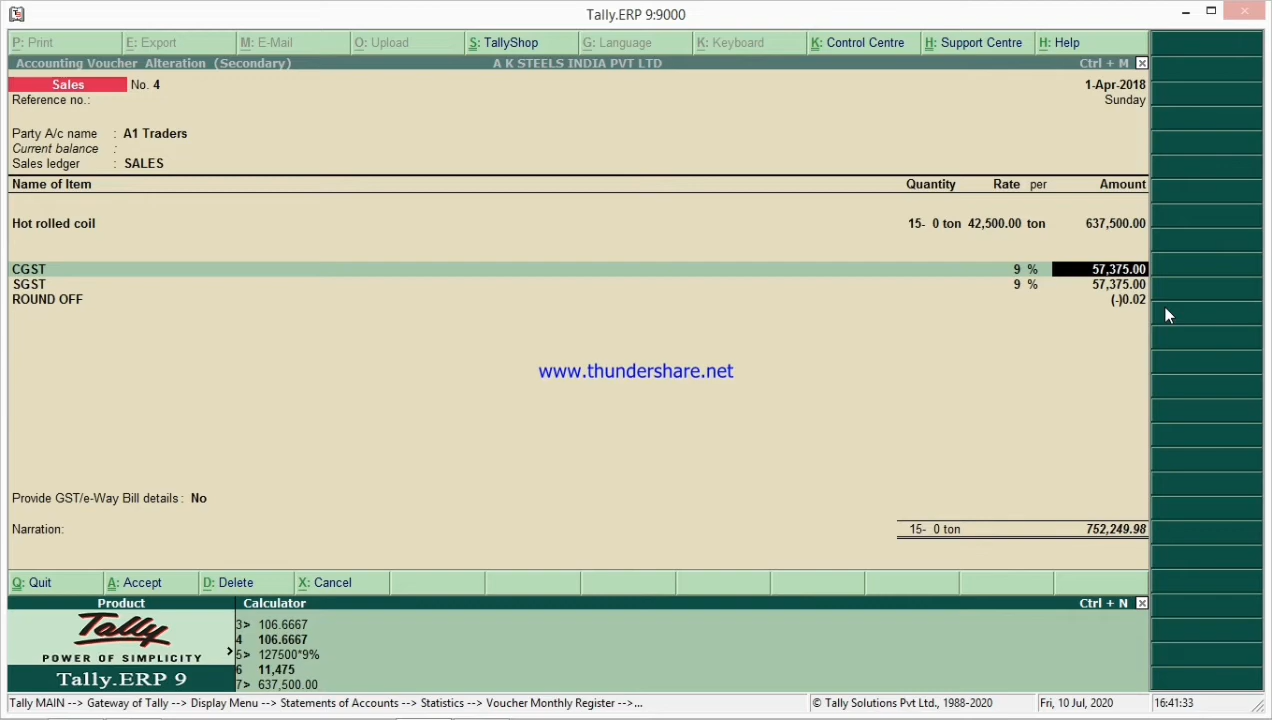 Tally.ERP 9:9000
P: Print E: Export M: E-Mail O: Upload S: TallyShop G: Language K: Keyboard K: Control Centre H: Support Centre H: Help
Accounting Voucher Alteration (Secondary) A K STEELS INDIA PVT LTD Ctrl + M
Sales No. 4 1-Apr-2018
Reference no.: Sunday
Party A/c name : A1 Traders
Current balance :
Sales ledger : SALES
Name of Item Quantity Rate per Amount
Hot rolled coil 15- 0 ton 42,500.00 ton 637,500.00
CGST 9 % 57,375.00
SGST 9 % 57,375.00
ROUND OFF (-)0.02
www.thundershare.net
Provide GST/e-Way Bill details : No
Narration: 15- 0 ton 752,249.98
Q: Quit A: Accept D: Delete X: Cancel
Product Calculator Ctrl + N
Tally
POWER OF SIMPLICITY
Tally.ERP 9
3> 106.6667
4 106.6667
5> 127500*9%
6 11,475
7> 637,500.00
Tally MAIN --> Gateway of Tally --> Display Menu --> Statements of Accounts --> Statistics --> Voucher Monthly Register -->... © Tally Solutions Pvt Ltd., 1988-2020 Fri, 10 Jul, 2020 16:41:33